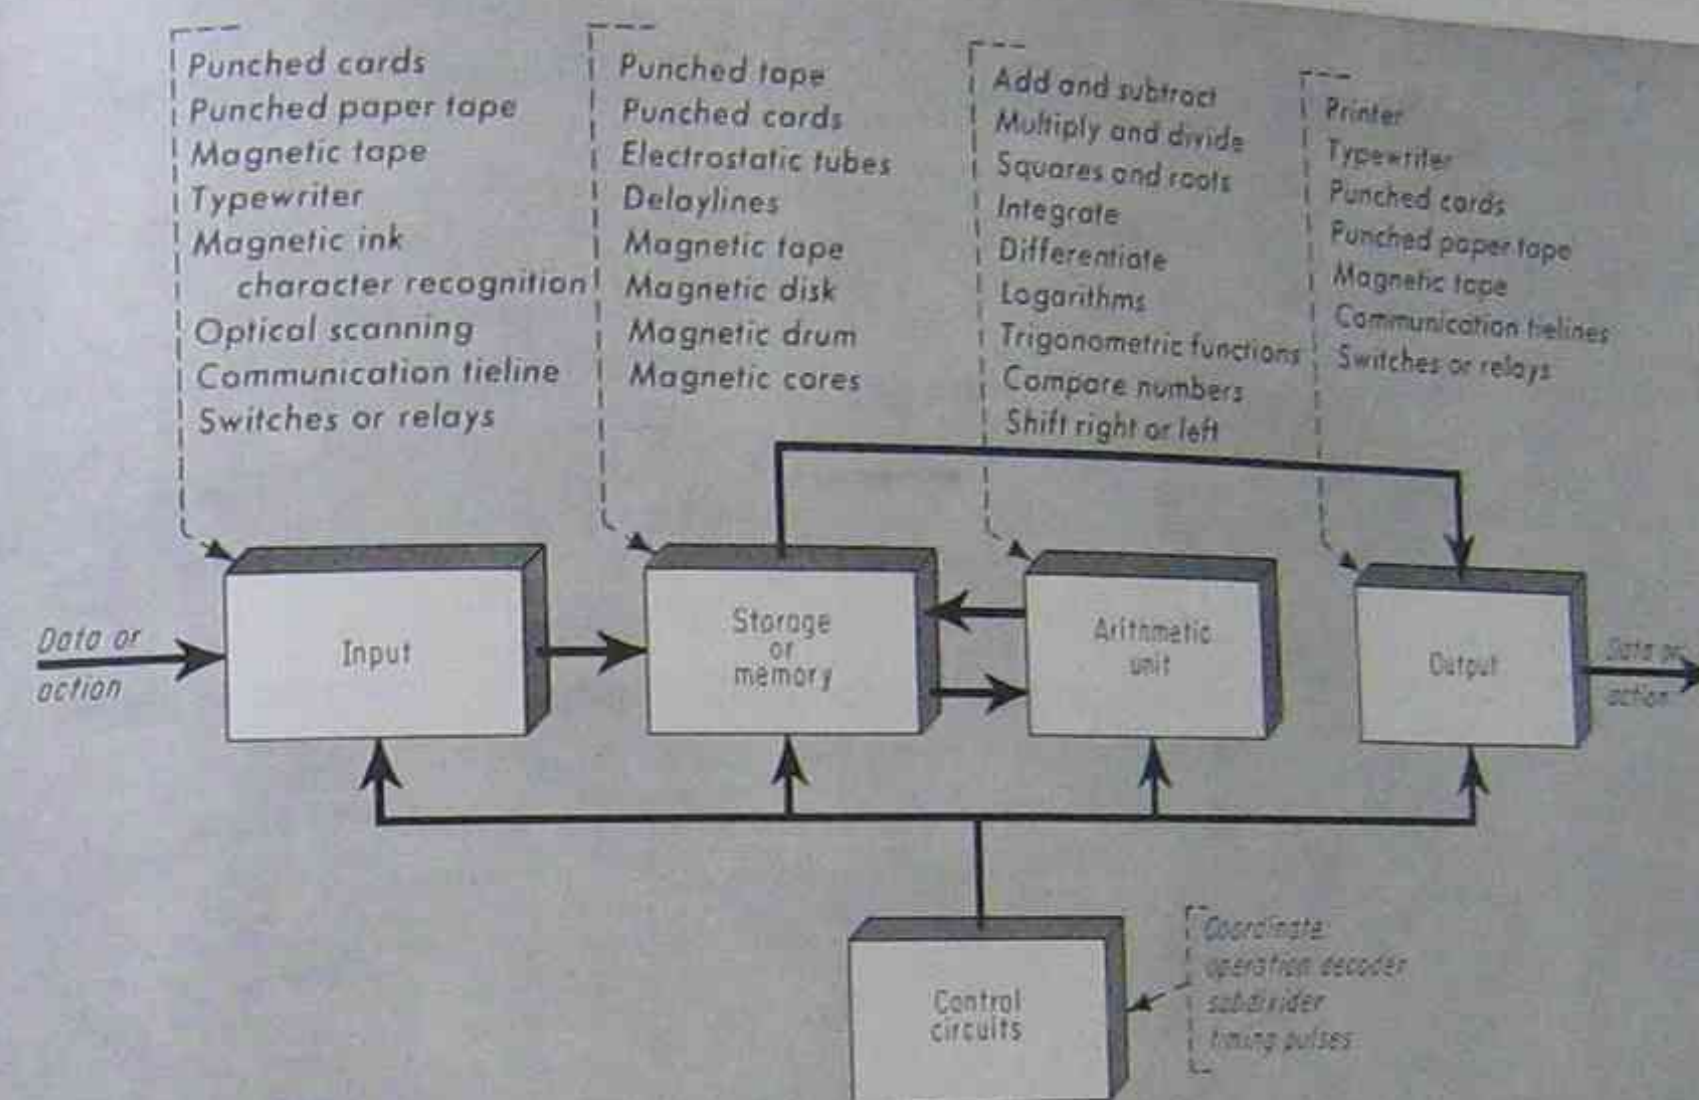 Punched cards
Punched paper tape
Magnetic tape
Typewriter
Magnetic ink
character recognition
Optical scanning
Communication tieline
Switches or relays
Punched tape
Punched cards
Electrostatic tubes
Delaylines
Magnetic tape
Magnetic disk
Magnetic drum
Magnetic cores
Add and subtract
Multiply and divide
Squares and roots
Integrate
Differentiate
Logarithms
Trigonometric functions
Compare numbers
Shift right or left
Printer
Typewriter
Punched cards
Punched paper tape
Magnetic tape
Communication tielines
Switches or relays
Data or
action
Input
Storage
or
memory
Arithmetic
unit
Output
Data or
action
Control
circuits
Coordinate
operation decoder
subdivider
timing pulses